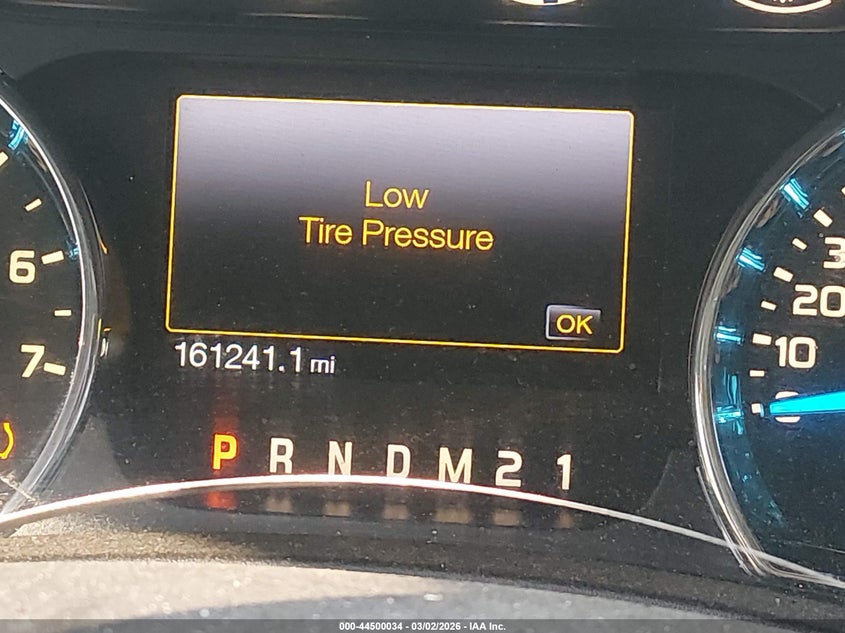 Low
Tire Pressure
OK
161241.1 mi
P R N D M 2 1
6
7
20
10
0
000-44500034 - 03/02/2026 - IAA Inc.